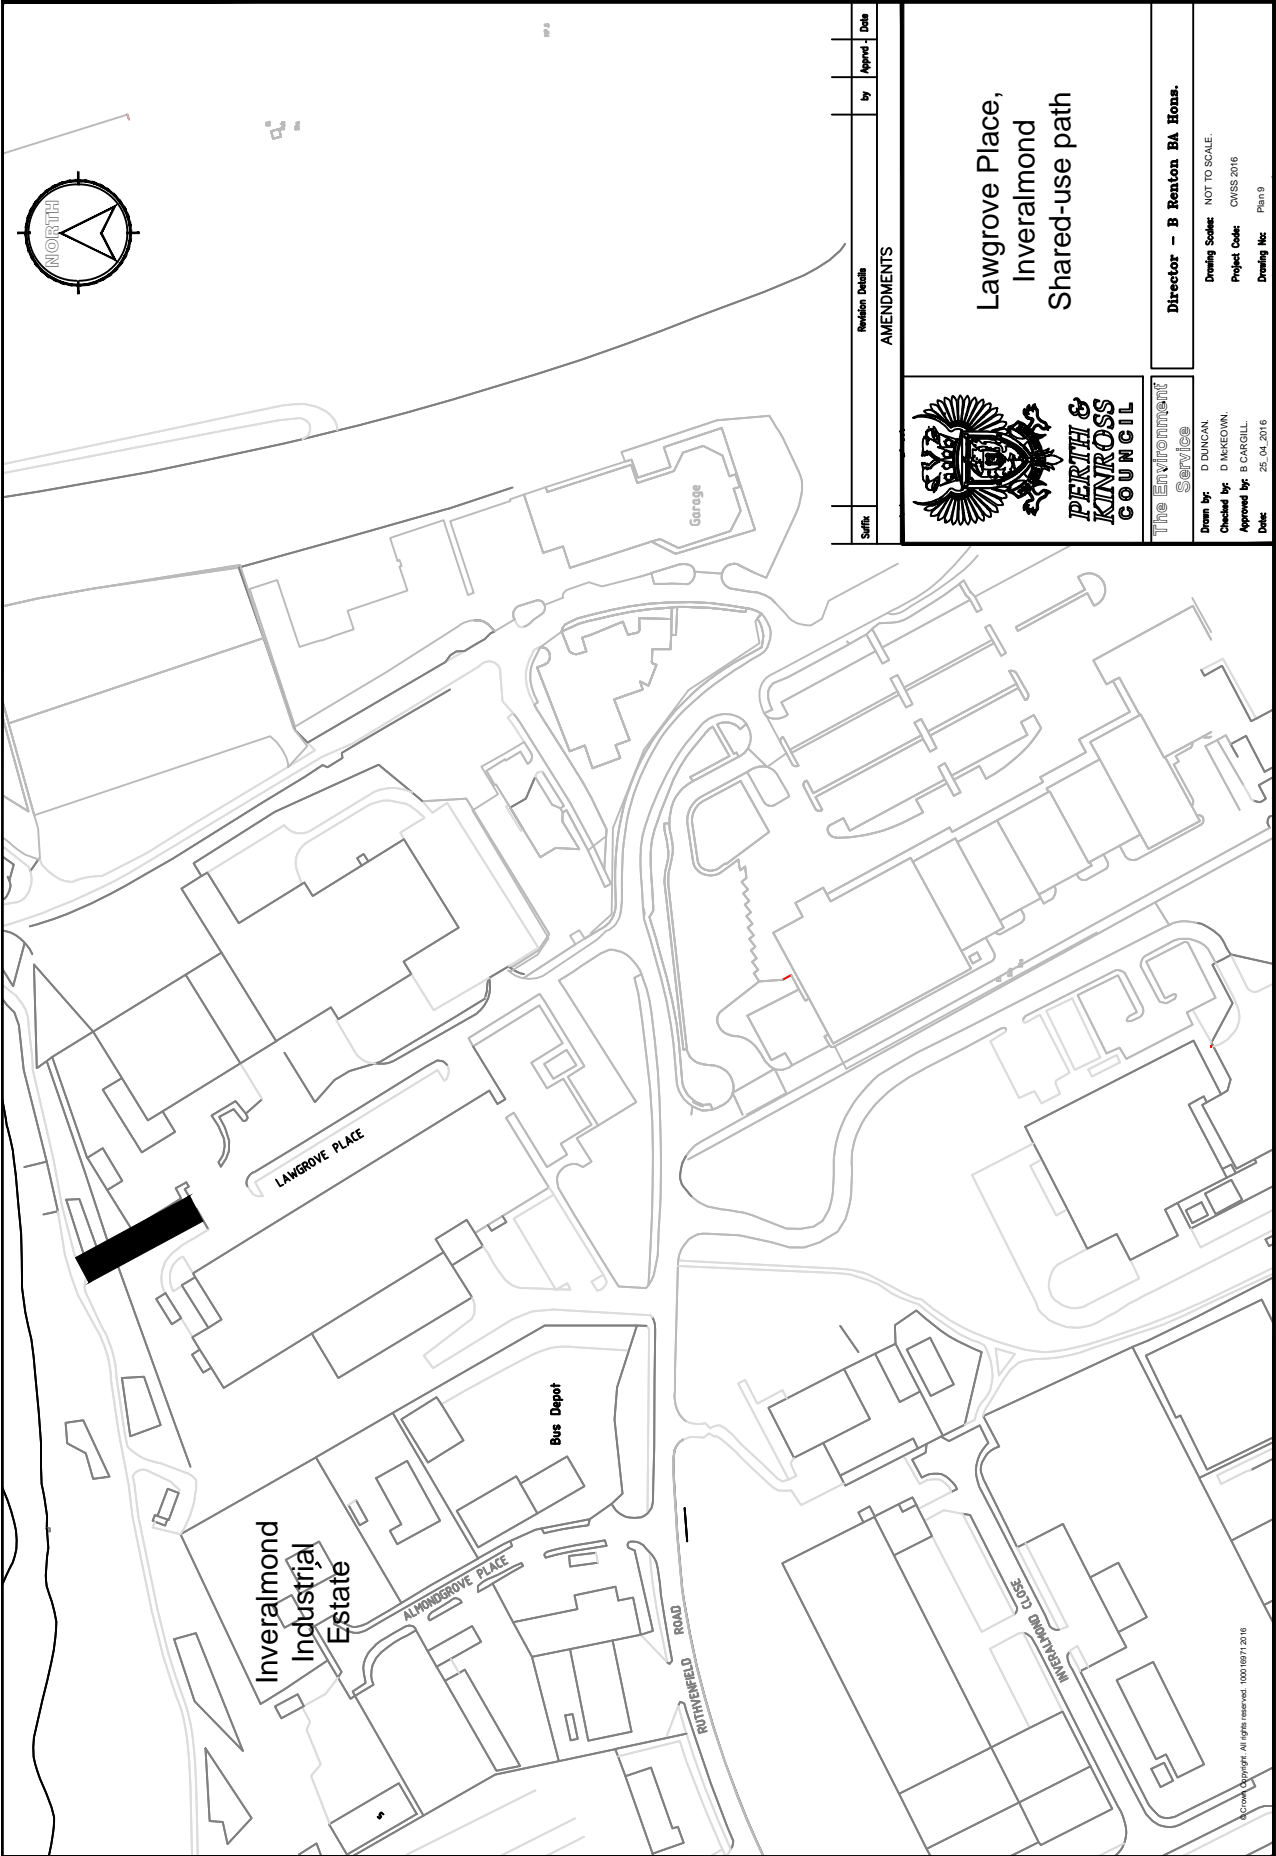 NORTH
Garage
LAWGROVE PLACE
Bus Depot
Inveralmond
Industrial
Estate
ALMONDGROVE PLACE
RUTHVENFIELD ROAD
INVERALMOND CLOSE
© Crown Copyright. All rights reserved. 100016971 2016
Suffix
Revision Details
by
Apprvd -
Date
AMENDMENTS
PERTH &
KINROSS
COUNCIL
Lawgrove Place,
Inveralmond
Shared-use path
The Environment
Service
Director - B Renton BA Hons.
Drawn by: D DUNCAN.
Checked by: D McKEOWN.
Approved by: B CARGILL.
Date: 25_04_2016
Drawing Scales: NOT TO SCALE.
Project Code: CWSS 2016
Drawing No: Plan 9